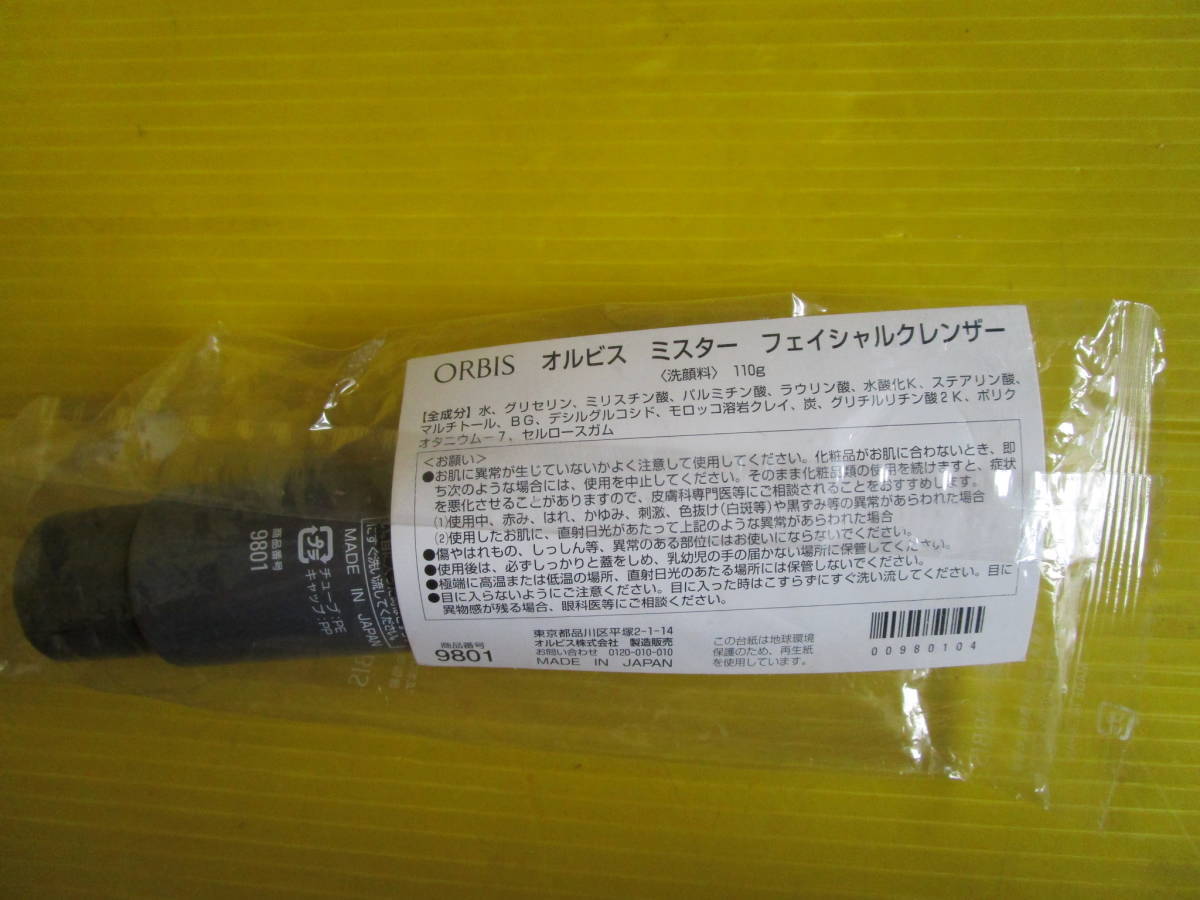 ORBIS オルビス ミスター フェイシャルクレンザー
〈洗顔料〉 110g
【全成分】水、グリセリン、ミリスチン酸、パルミチン酸、ラウリン酸、水酸化K、ステアリン酸、
マルチトール、BG、デシルグルコシド、モロッコ溶岩クレイ、炭、グリチルリチン酸2K、ポリク
オタニウム-7、セルロースガム
<お願い>
●お肌に異常が生じていないかよく注意して使用してください。化粧品がお肌に合わないとき、即
ち次のような場合には、使用を中止してください。そのまま化粧品類の使用を続けますと、症状
を悪化させることがありますので、皮膚科専門医等にご相談されることをおすすめします。
(1)使用中、赤み、はれ、かゆみ、刺激、色抜け(白斑等)や黒ずみ等の異常があらわれた場合
(2)使用したお肌に、直射日光があたって上記のような異常があらわれた場合
●傷やはれもの、しっしん等、異常のある部位にはお使いにならないでください。
●使用後は、必ずしっかりと蓋をしめ、乳幼児の手の届かない場所に保管してください。
●極端に高温または低温の場所、直射日光のあたる場所には保管しないでください。
●目に入らないようにご注意ください。目に入った時はこすらずにすぐ洗い流してください。目に
異物感が残る場合、眼科医等にご相談ください。
商品番号
9801
東京都品川区平塚2-1-14
オルビス株式会社 製造販売
お問い合わせ 0120-010-010
MADE IN JAPAN
この台紙は地球環境
保護のため、再生紙
を使用しています。
00980104
すぐ洗い流してください。
MADE IN JAPAN
プラ
チューブ:PE
キャップ:PP
商品番号
9801